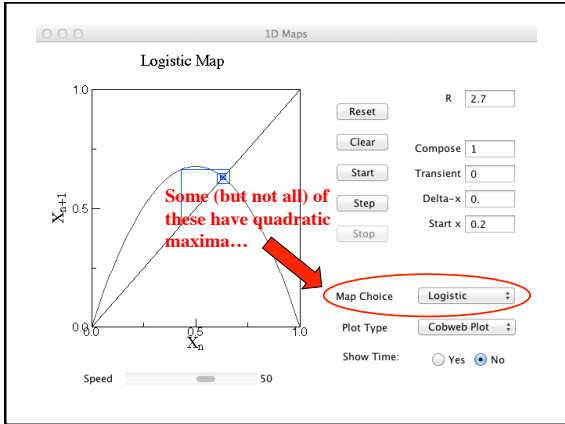 1D Maps
Logistic Map
1.0
0.5
0.0
0.0
0.5
1.0
Xn+1
Xn
Some (but not all) of
these have quadratic
maxima…
Reset
Clear
Start
Step
Stop
R 2.7
Compose 1
Transient 0
Delta-x 0.
Start x 0.2
Map Choice Logistic
Plot Type Cobweb Plot
Show Time: Yes No
Speed 50